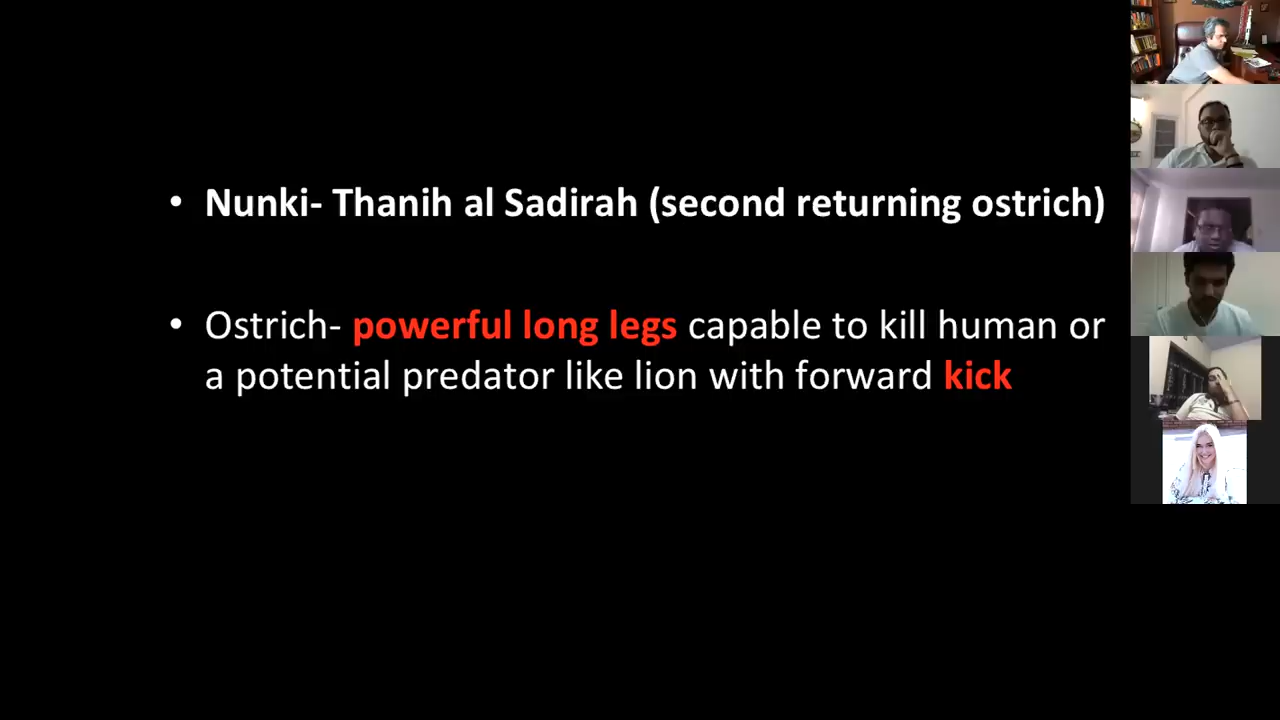 • Nunki- Thanih al Sadirah (second returning ostrich)
• Ostrich- powerful long legs capable to kill human or
a potential predator like lion with forward kick